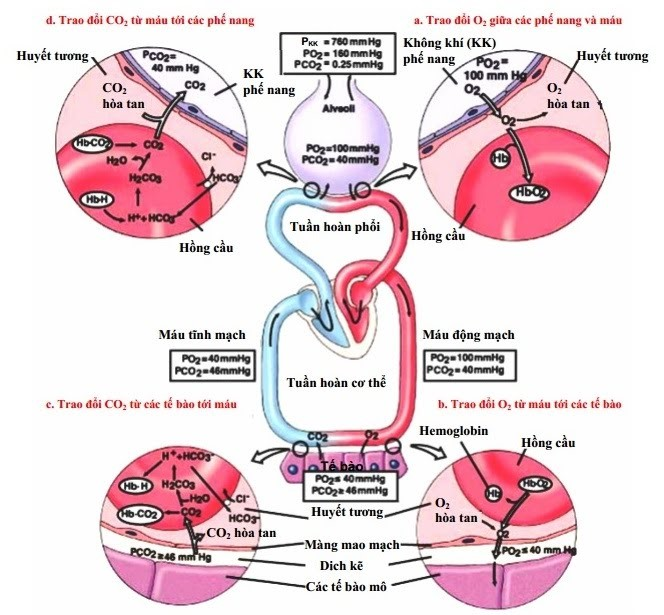 d. Trao đổi CO2 từ máu tới các phế nang
a. Trao đổi O2 giữa các phế nang và máu
Huyết tương
PCO2=
40 mm Hg
CO2
CO2
hòa tan
KK
phế nang
Hb-CO2
CO2
H2O
H2CO3
Cl-
HCO3-
Hb-H
H++HCO3-
Hồng cầu
PKK = 760 mmHg
PO2 = 160 mmHg
PCO2 = 0.25mmHg
Alveoli
PO2=100mmHg
PCO2=40mmHg
Không khí (KK)
phế nang
PO2=
100 mm Hg
Huyết tương
O2
O2
hòa tan
O2
Hb
HbO2
Hồng cầu
Tuần hoàn phổi
Máu tĩnh mạch
PO2=40mmHg
PCO2=46mmHg
Máu động mạch
PO2=100mmHg
PCO2=40mmHg
Tuần hoàn cơ thể
c. Trao đổi CO2 từ các tế bào tới máu
b. Trao đổi O2 từ máu tới các tế bào
CO2
O2
Tế bào
PO2≤ 40mmHg
PCO2≥46mmHg
H++HCO3-
Hb-H
H2CO3
H2O
Cl-
Hb-CO2
CO2
HCO3-
CO2 hòa tan
PCO2≥46 mm Hg
Hemoglobin
Hồng cầu
Hb
HbO2
O2
hòa tan
O2
PO2≤ 40 mm Hg
Huyết tương
Màng mao mạch
Dich kẽ
Các tế bào mô